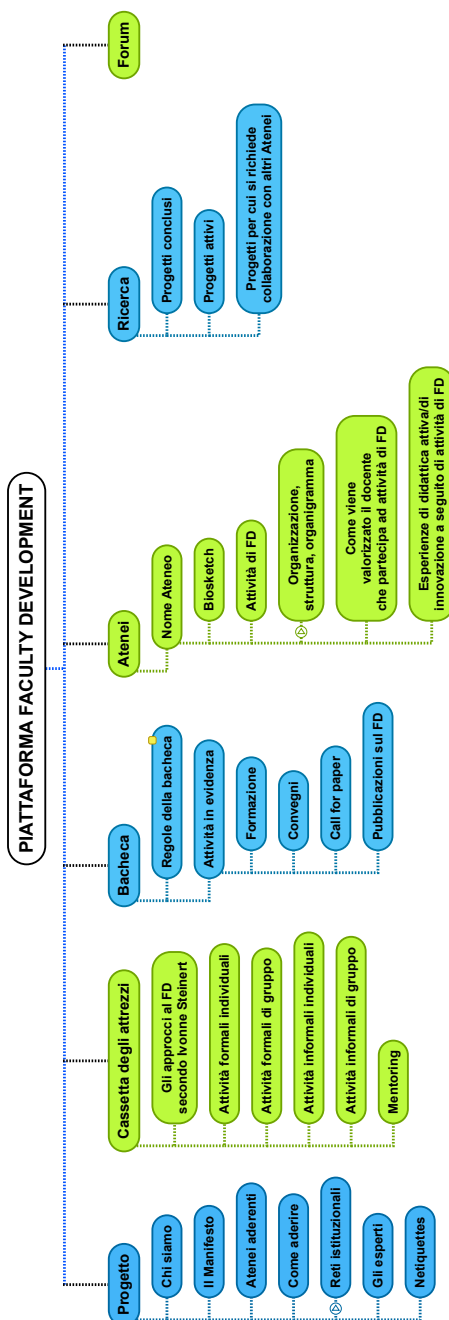 PIATTAFORMA FACULTY DEVELOPMENT
Progetto
Chi siamo
Il Manifesto
Atenei aderenti
Come aderire
Reti istituzionali
Gli esperti
Netiquettes
Cassetta degli attrezzi
Gli approcci al FD
secondo Ivonne Steinert
Attività formali individuali
Attività formali di gruppo
Attività informali individuali
Attività informali di gruppo
Mentoring
Bacheca
Regole della bacheca
Attività in evidenza
Formazione
Convegni
Call for paper
Pubblicazioni sul FD
Atenei
Nome Ateneo
Biosketch
Attività di FD
Organizzazione,
struttura, organigramma
Come viene
valorizzato il docente
che partecipa ad attività di FD
Esperienze di didattica attiva/di
innovazione a seguito di attività di FD
Ricerca
Progetti conclusi
Progetti attivi
Progetti per cui si richiede
collaborazione con altri Atenei
Forum